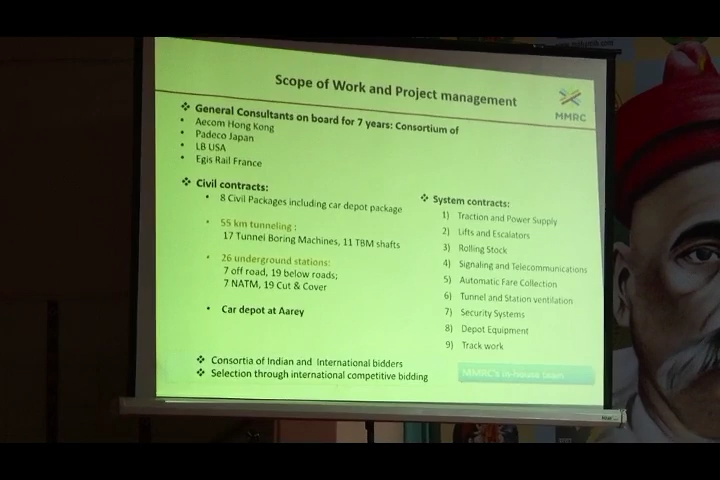 Scope of Work and Project management
MMRC
❖ General Consultants on board for 7 years: Consortium of
• Aecom Hong Kong
• Padeco Japan
• LB USA
• Egis Rail France
❖ Civil contracts:
• 8 Civil Packages including car depot package
• 55 km tunneling :
17 Tunnel Boring Machines, 11 TBM shafts
• 26 underground stations:
7 off road, 19 below roads;
7 NATM, 19 Cut & Cover
• Car depot at Aarey
❖ System contracts:
1) Traction and Power Supply
2) Lifts and Escalators
3) Rolling Stock
4) Signaling and Telecommunications
5) Automatic Fare Collection
6) Tunnel and Station ventilation
7) Security Systems
8) Depot Equipment
9) Track work
❖ Consortia of Indian and International bidders
❖ Selection through international competitive bidding
MMRC's in-house team